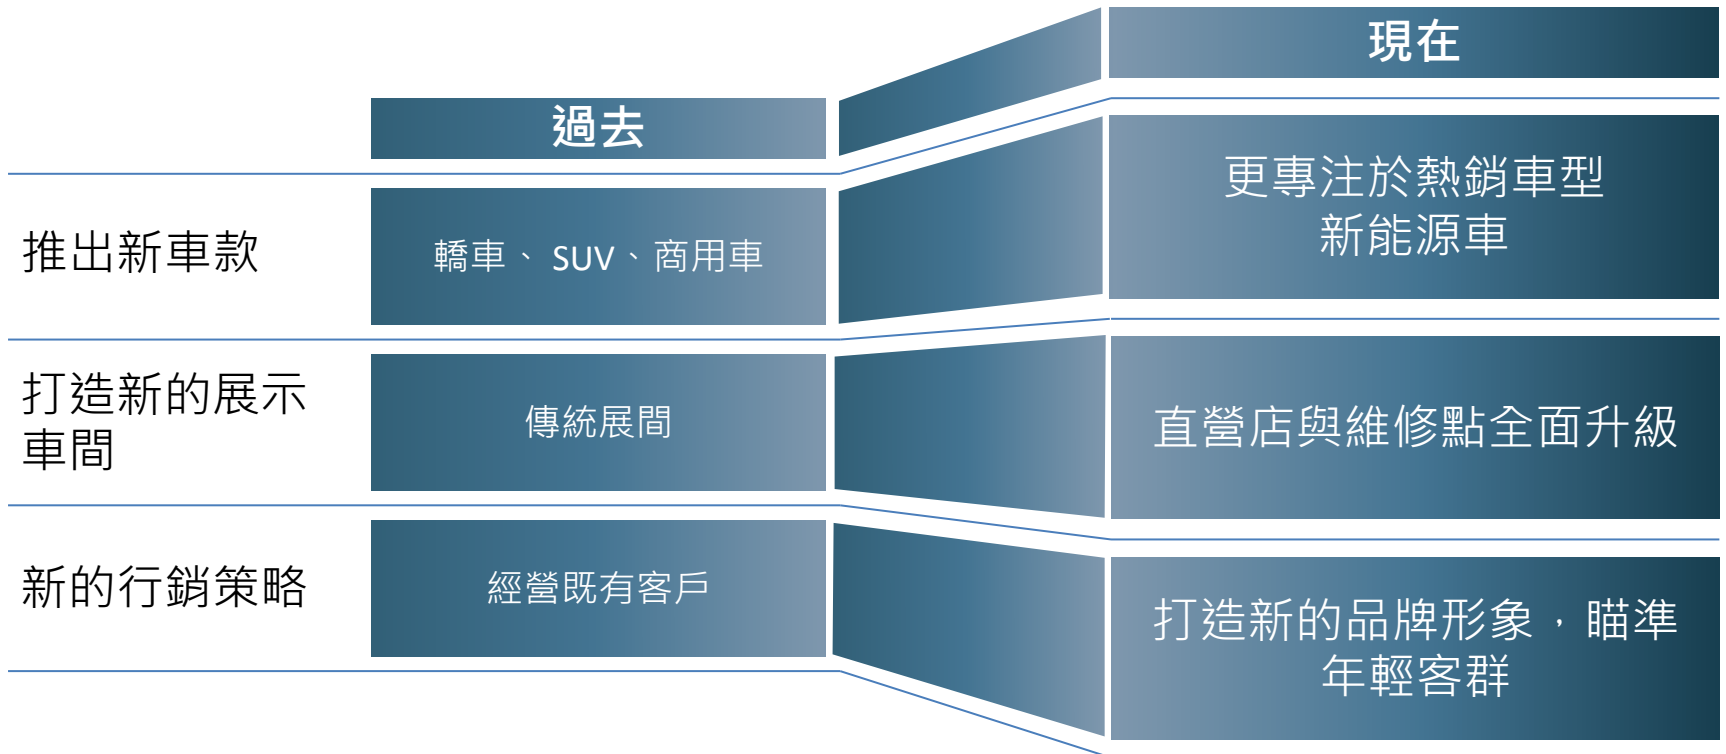 現在
過去
推出新車款
轎車、 SUV、商用車
更專注於熱銷車型
新能源車
打造新的展示
車間
傳統展間
直營店與維修點全面升級
新的行銷策略
經營既有客戶
打造新的品牌形象，瞄準
年輕客群